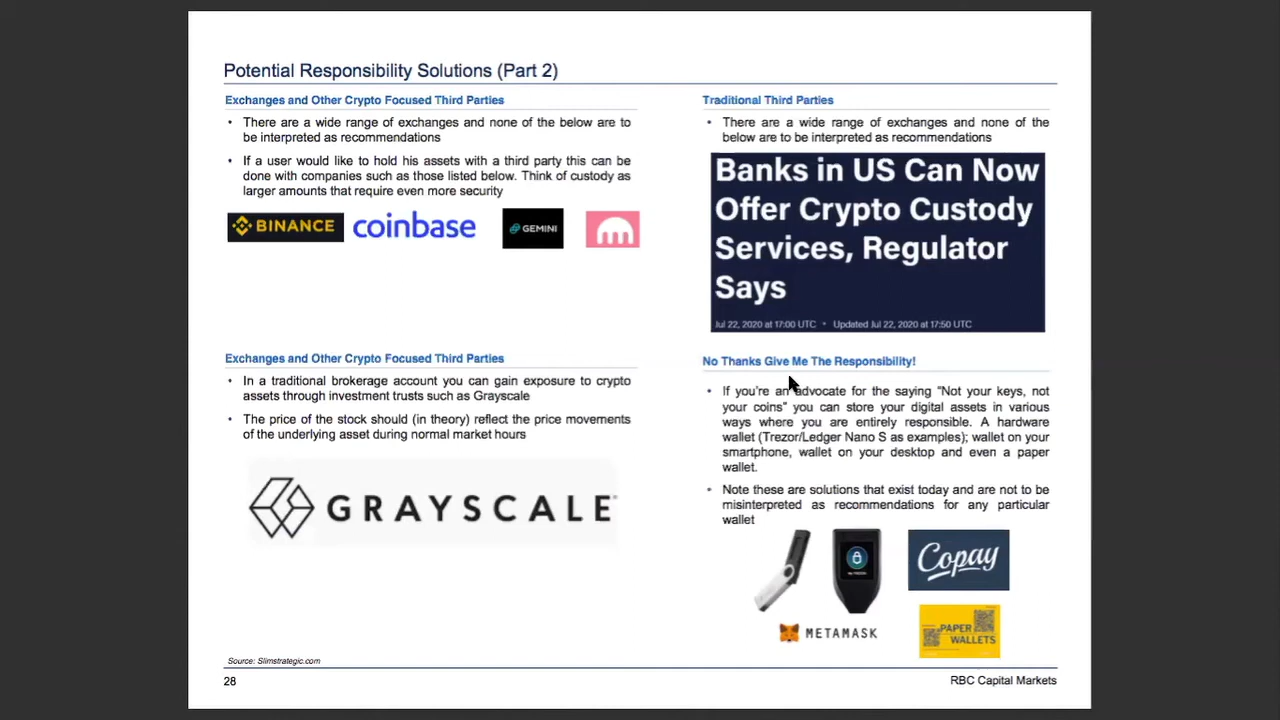 Potential Responsibility Solutions (Part 2)
Exchanges and Other Crypto Focused Third Parties
• There are a wide range of exchanges and none of the below are to
be interpreted as recommendations
• If a user would like to hold his assets with a third party this can be
done with companies such as those listed below. Think of custody as
larger amounts that require even more security
BINANCE coinbase GEMINI
Traditional Third Parties
• There are a wide range of exchanges and none of the
below are to be interpreted as recommendations
Banks in US Can Now
Offer Crypto Custody
Services, Regulator
Says
Jul 22, 2020 at 17:00 UTC • Updated Jul 22, 2020 at 17:50 UTC
Exchanges and Other Crypto Focused Third Parties
• In a traditional brokerage account you can gain exposure to crypto
assets through investment trusts such as Grayscale
• The price of the stock should (in theory) reflect the price movements
of the underlying asset during normal market hours
GRAYSCALE
No Thanks Give Me The Responsibility!
• If you're an advocate for the saying "Not your keys, not
your coins" you can store your digital assets in various
ways where you are entirely responsible. A hardware
wallet (Trezor/Ledger Nano S as examples); wallet on your
smartphone, wallet on your desktop and even a paper
wallet.
• Note these are solutions that exist today and are not to be
misinterpreted as recommendations for any particular
wallet
Copay
METAMASK
PAPER
WALLETS
Source: Slimstrategic.com
28
RBC Capital Markets